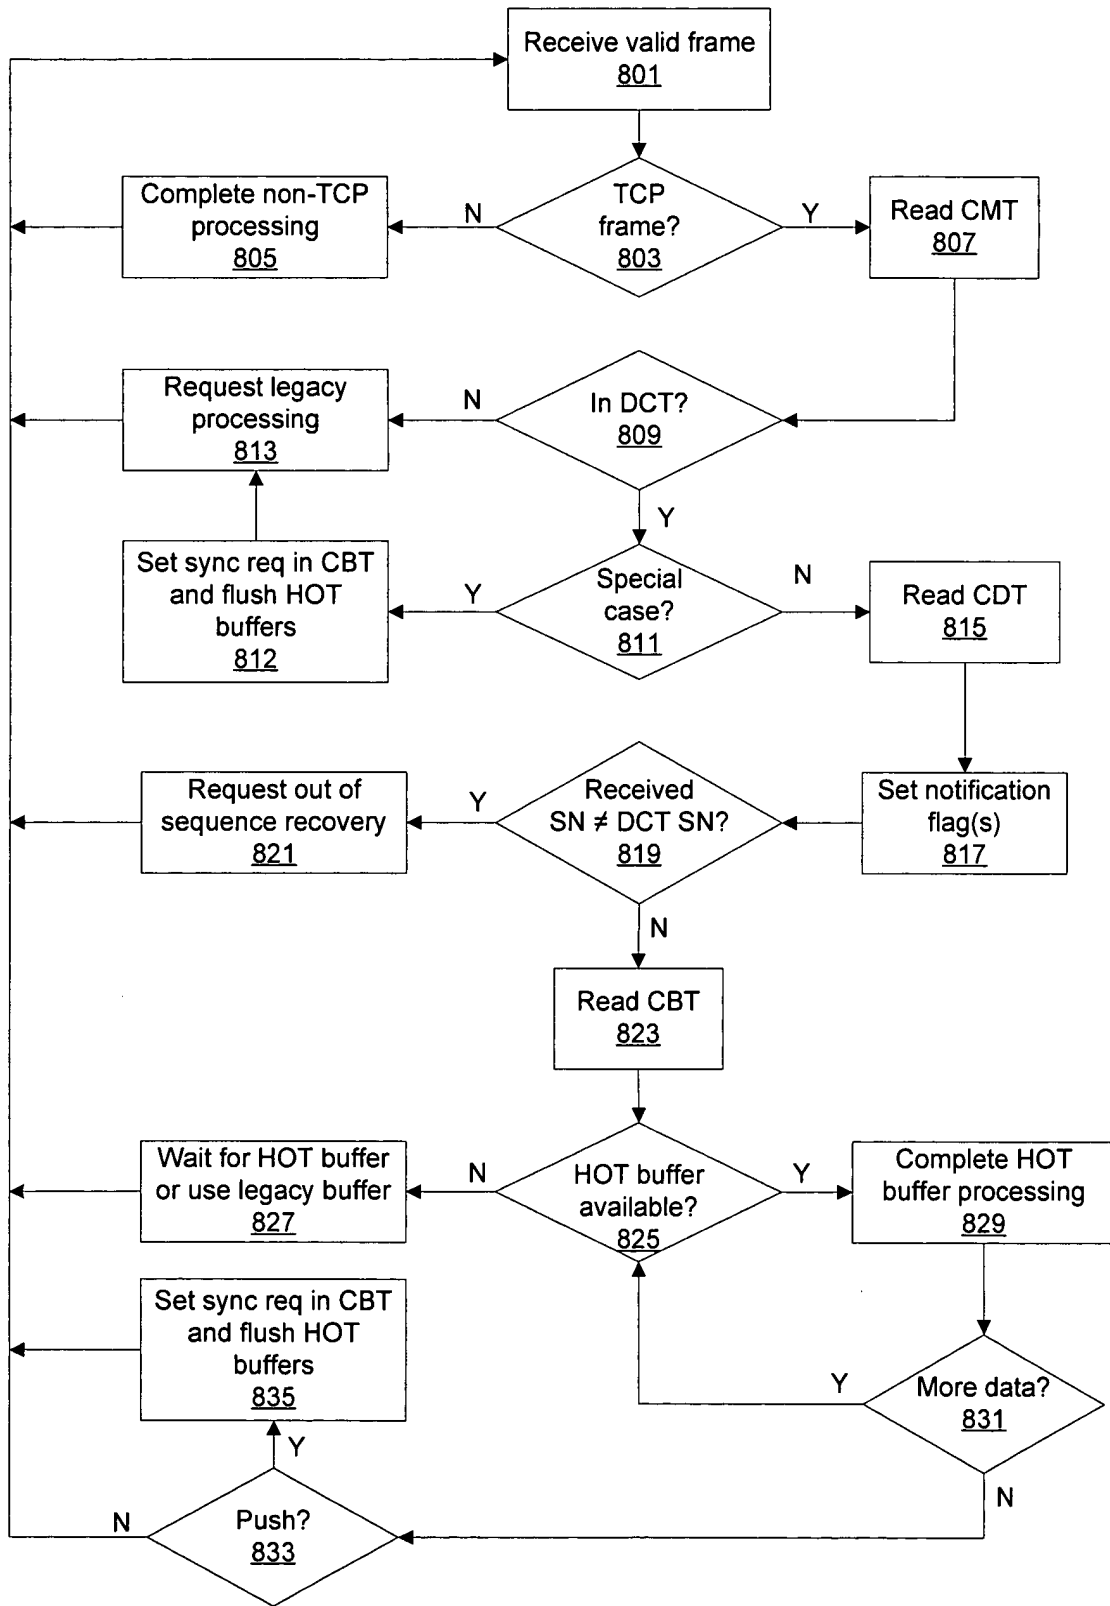 Receive valid frame
801
Complete non-TCP
processing
805
N
TCP
frame?
803
Y
Read CMT
807
Request legacy
processing
813
N
In DCT?
809
Y
Set sync req in CBT
and flush HOT
buffers
812
Y
Special
case?
811
N
Read CDT
815
Request out of
sequence recovery
821
Y
Received
SN ≠ DCT SN?
819
Set notification
flag(s)
817
N
Read CBT
823
Wait for HOT buffer
or use legacy buffer
827
N
HOT buffer
available?
825
Y
Complete HOT
buffer processing
829
Set sync req in CBT
and flush HOT
buffers
835
Y
More data?
831
Y
N
N
Push?
833